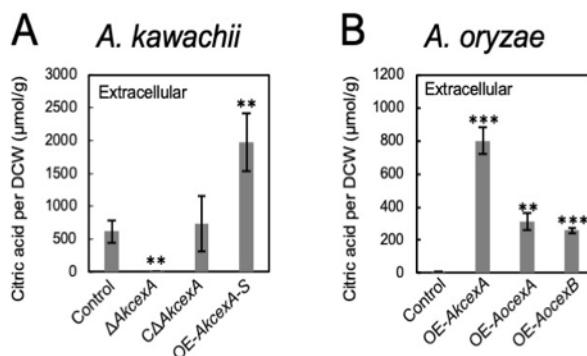 A A. kawachii
Citric acid per DCW (µmol/g)
3000
2500
2000
1500
1000
500
0
Extracellular
**
**
Control
ΔAkcexA
CΔAkcexA
OE-AkcexA-S
B A. oryzae
Citric acid per DCW (µmol/g)
1200
1000
800
600
400
200
0
Extracellular
***
**
***
Control
OE-AkcexA
OE-AocexA
OE-AocexB